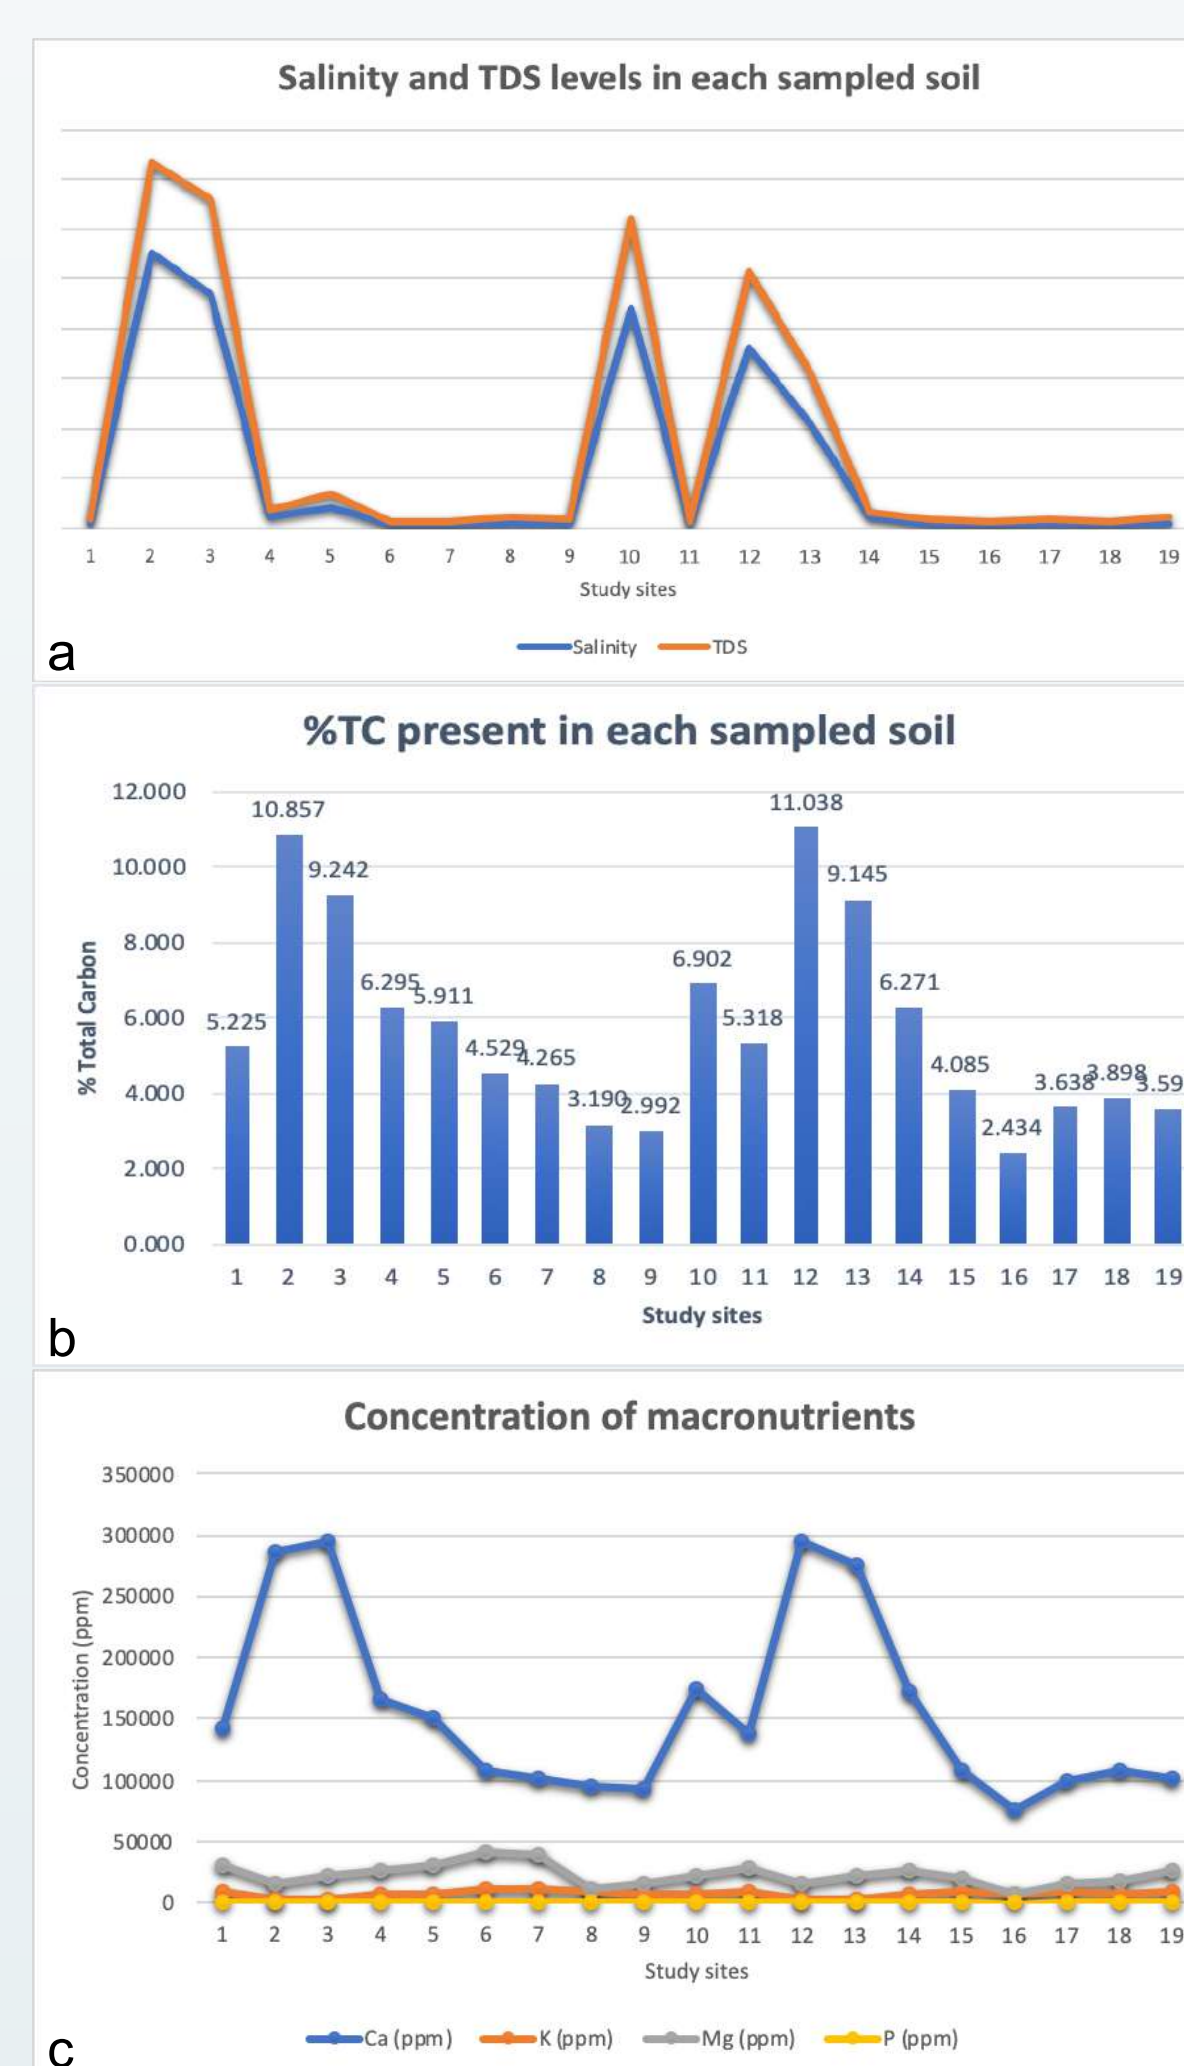 Salinity and TDS levels in each sampled soil
1 2 3 4 5 6 7 8 9 10 11 12 13 14 15 16 17 18 19
Study sites
Salinity TDS
a
%TC present in each sampled soil
12.000
10.000
8.000
6.000
4.000
2.000
0.000
% Total Carbon
5.225 10.857 9.242 6.295 5.911 4.529 4.265 3.190 2.992 6.902 5.318 11.038 9.145 6.271 4.085 2.434 3.638 3.898 3.59
1 2 3 4 5 6 7 8 9 10 11 12 13 14 15 16 17 18 19
Study sites
b
Concentration of macronutrients
350000
300000
250000
200000
150000
100000
50000
0
Concentration (ppm)
1 2 3 4 5 6 7 8 9 10 11 12 13 14 15 16 17 18 19
Study sites
Ca (ppm) K (ppm) Mg (ppm) P (ppm)
c